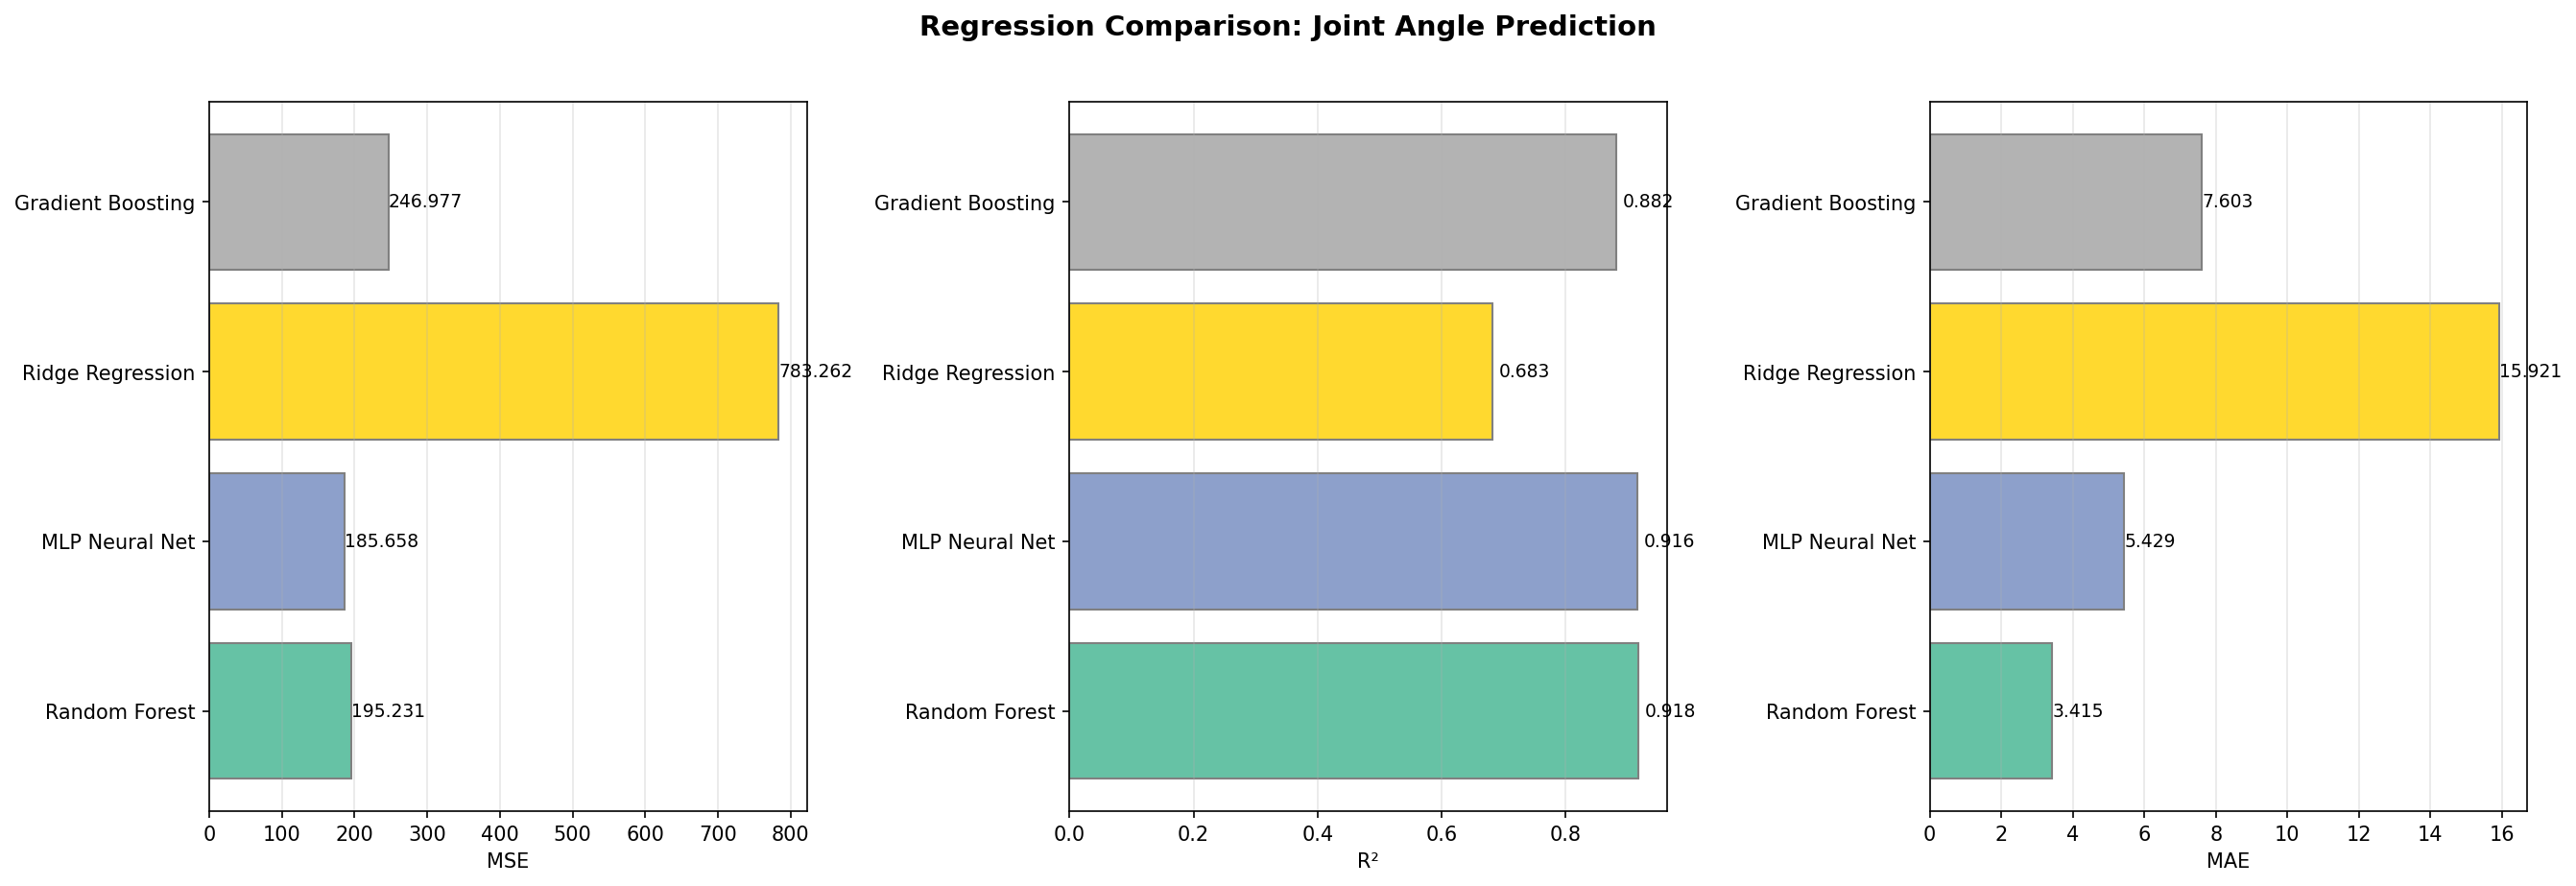 Regression Comparison: Joint Angle Prediction
Gradient Boosting
246.977
Ridge Regression
783.262
MLP Neural Net
185.658
Random Forest
195.231
0 100 200 300 400 500 600 700 800
MSE
Gradient Boosting
0.882
Ridge Regression
0.683
MLP Neural Net
0.916
Random Forest
0.918
0.0 0.2 0.4 0.6 0.8
R²
Gradient Boosting
7.603
Ridge Regression
15.921
MLP Neural Net
5.429
Random Forest
3.415
0 2 4 6 8 10 12 14 16
MAE